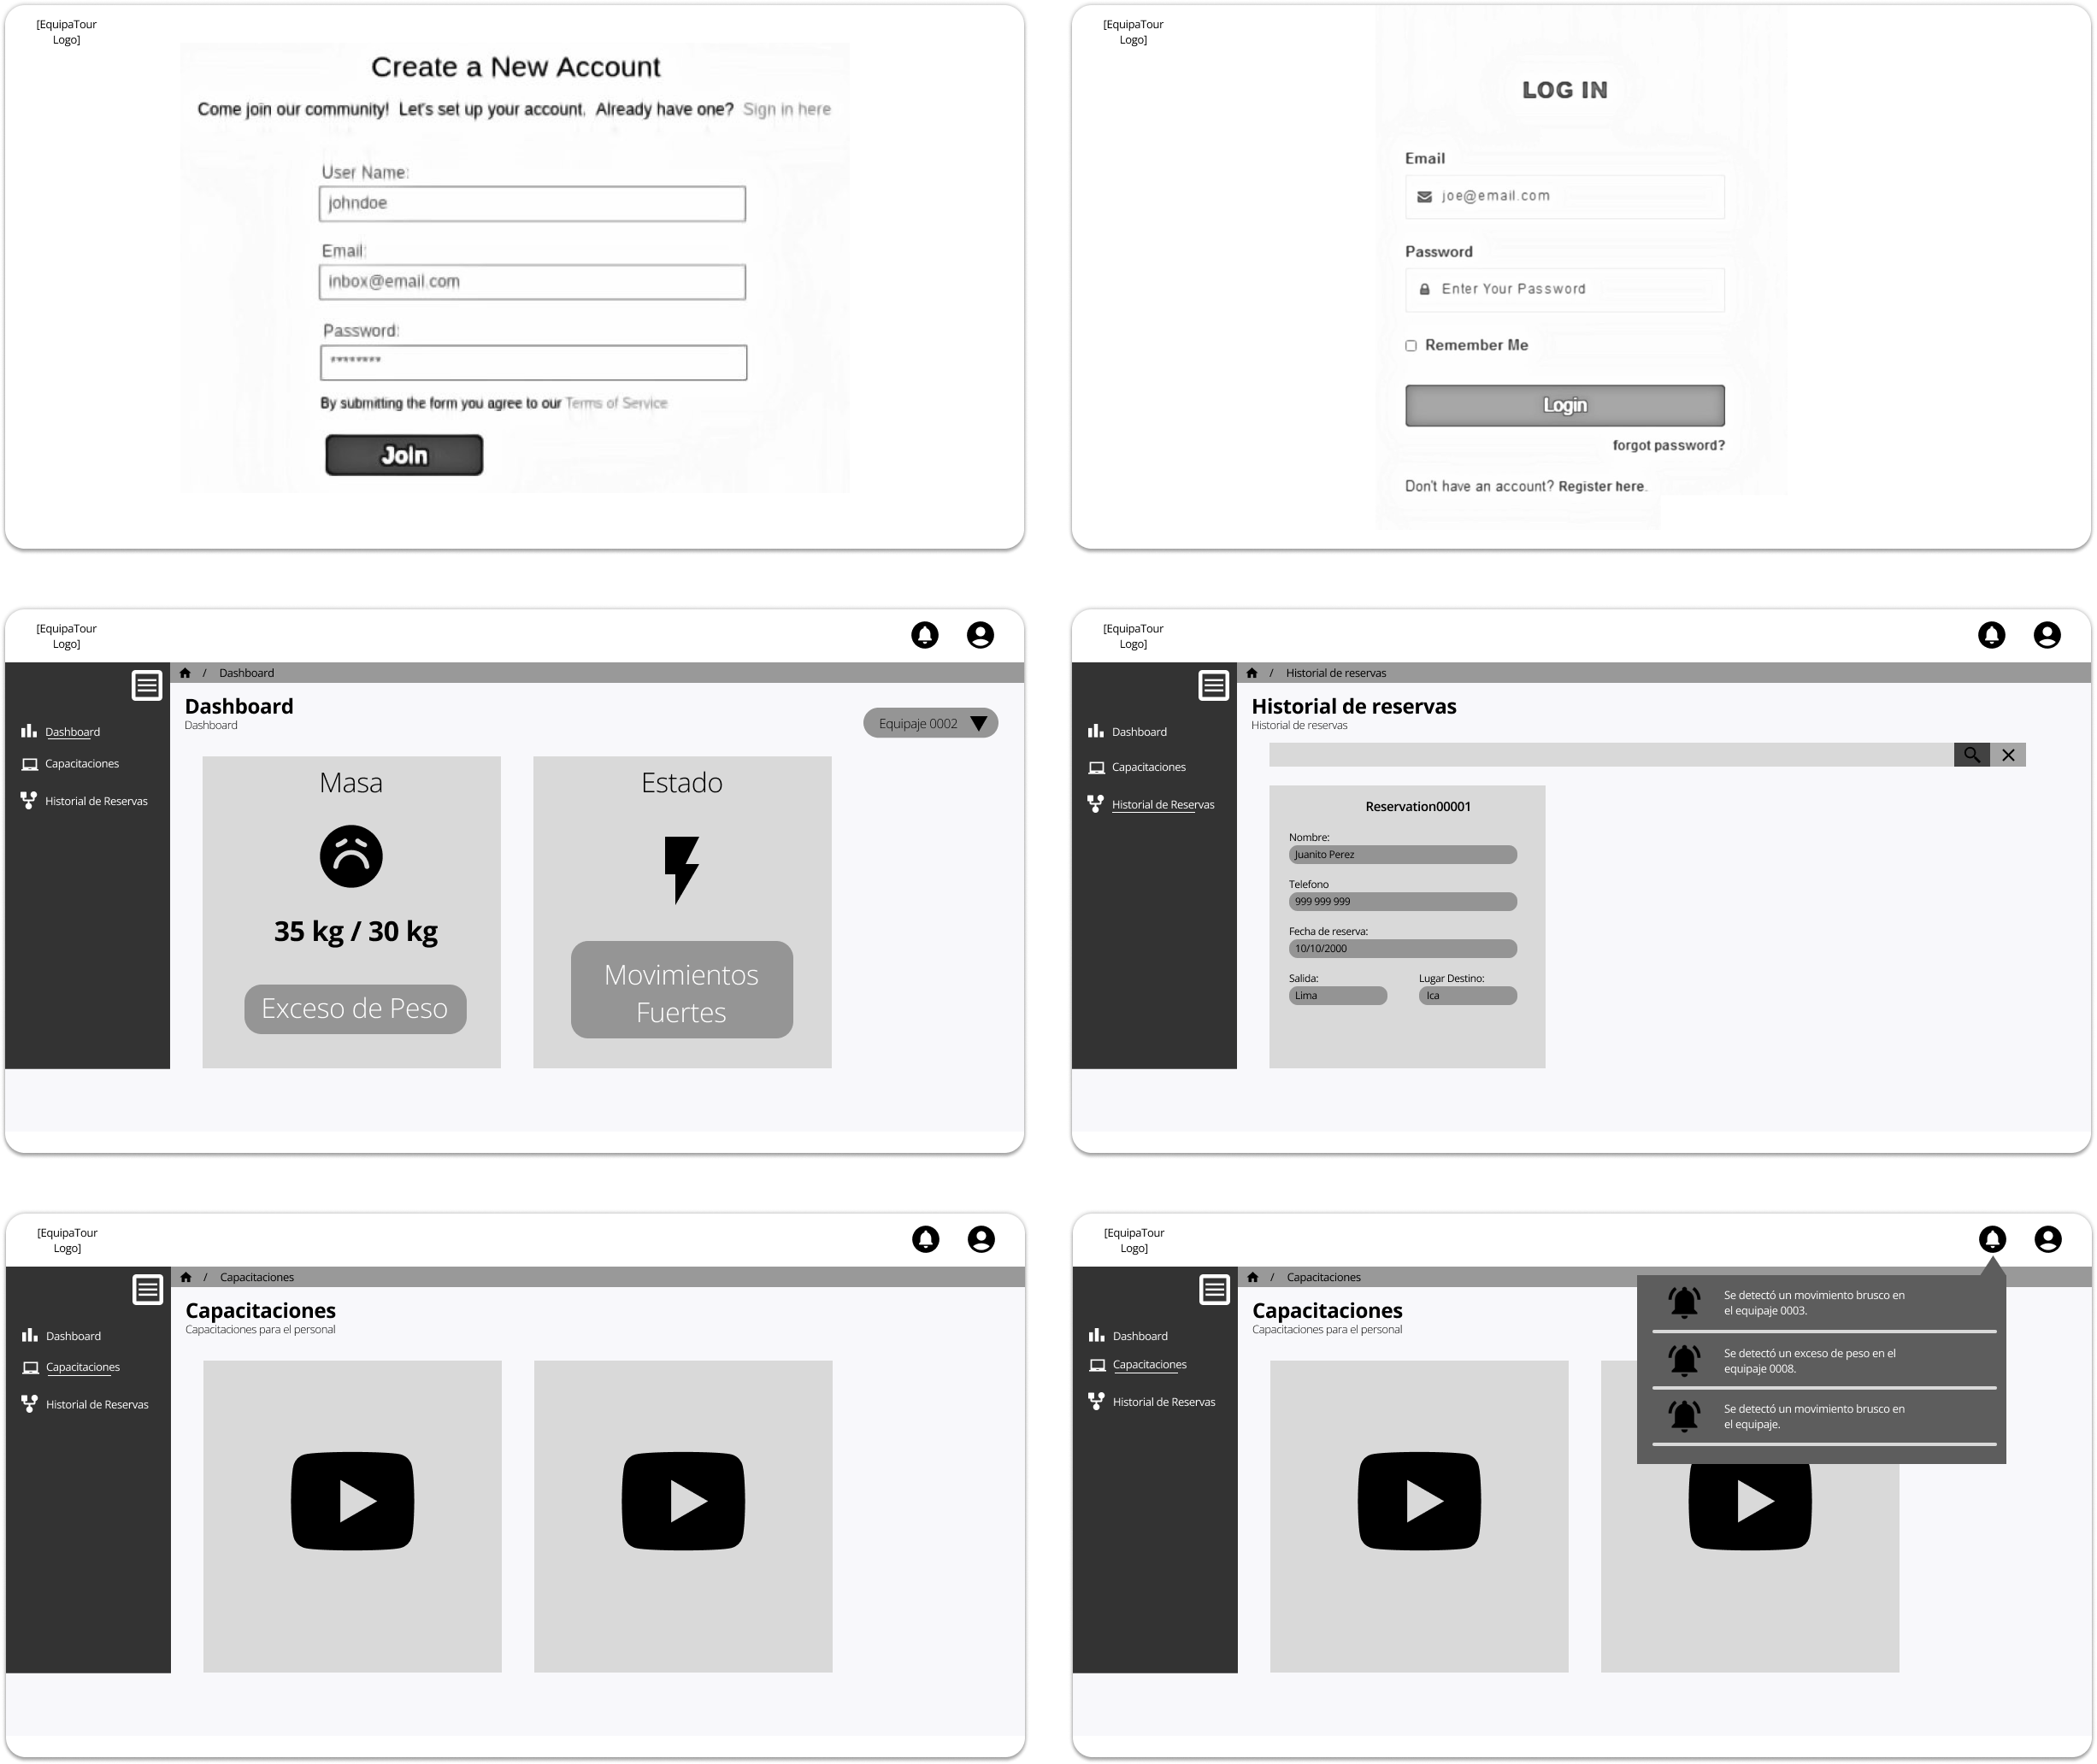 [EquipaTour
Logo]
Create a New Account
Come join our community! Let's set up your account. Already have one? Sign in here
User Name:
johndoe
Email:
inbox@email.com
Password:
********
By submitting the form you agree to our Terms of Service
Join
[EquipaTour
Logo]
LOG IN
Email
joe@email.com
Password
Enter Your Password
Remember Me
Login
forgot password?
Don't have an account? Register here.
[EquipaTour
Logo]
/ Dashboard
Dashboard
Dashboard
Equipaje 0002
Dashboard
Capacitaciones
Historial de Reservas
Masa
35 kg / 30 kg
Exceso de Peso
Estado
Movimientos
Fuertes
[EquipaTour
Logo]
/ Historial de reservas
Historial de reservas
Historial de reservas
Dashboard
Capacitaciones
Historial de Reservas
Reservation00001
Nombre:
Juanito Perez
Telefono
999 999 999
Fecha de reserva:
10/10/2000
Salida: Lugar Destino:
Lima Ica
[EquipaTour
Logo]
/ Capacitaciones
Capacitaciones
Capacitaciones para el personal
Dashboard
Capacitaciones
Historial de Reservas
[EquipaTour
Logo]
/ Capacitaciones
Capacitaciones
Capacitaciones para el personal
Dashboard
Capacitaciones
Historial de Reservas
Se detectó un movimiento brusco en
el equipaje 0003.
Se detectó un exceso de peso en el
equipaje 0008.
Se detectó un movimiento brusco en
el equipaje.